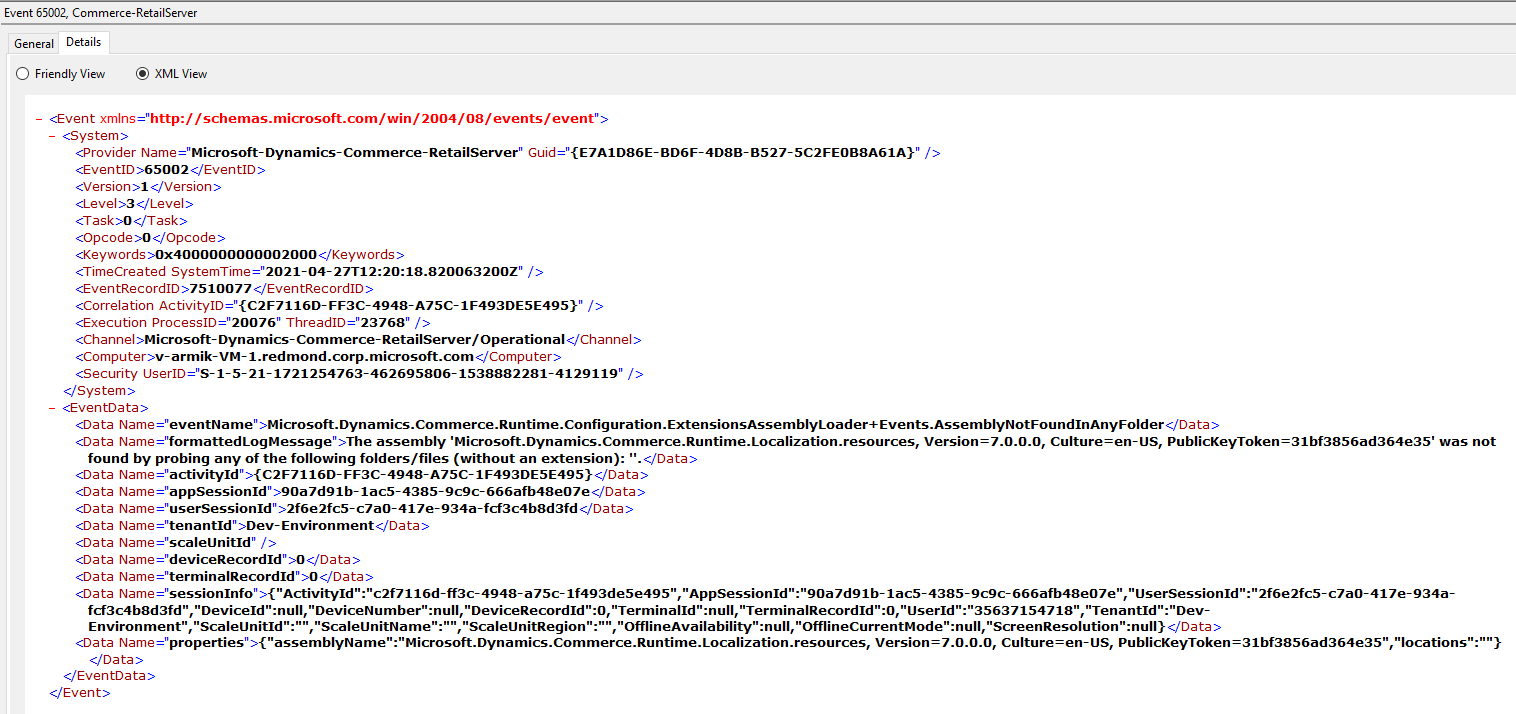 Event 65002, Commerce-RetailServer
General Details
Friendly View XML View
– <Event xmlns="http://schemas.microsoft.com/win/2004/08/events/event">
– <System>
<Provider Name="Microsoft-Dynamics-Commerce-RetailServer" Guid="{E7A1D86E-BD6F-4D8B-B527-5C2FE0B8A61A}" />
<EventID>65002</EventID>
<Version>1</Version>
<Level>3</Level>
<Task>0</Task>
<Opcode>0</Opcode>
<Keywords>0x4000000000002000</Keywords>
<TimeCreated SystemTime="2021-04-27T12:20:18.820063200Z" />
<EventRecordID>7510077</EventRecordID>
<Correlation ActivityID="{C2F7116D-FF3C-4948-A75C-1F493DE5E495}" />
<Execution ProcessID="20076" ThreadID="23768" />
<Channel>Microsoft-Dynamics-Commerce-RetailServer/Operational</Channel>
<Computer>v-armik-VM-1.redmond.corp.microsoft.com</Computer>
<Security UserID="S-1-5-21-1721254763-462695806-1538882281-4129119" />
</System>
– <EventData>
<Data Name="eventName">Microsoft.Dynamics.Commerce.Runtime.Configuration.ExtensionsAssemblyLoader+Events.AssemblyNotFoundInAnyFolder</Data>
<Data Name="formattedLogMessage">The assembly 'Microsoft.Dynamics.Commerce.Runtime.Localization.resources, Version=7.0.0.0, Culture=en-US, PublicKeyToken=31bf3856ad364e35' was not
found by probing any of the following folders/files (without an extension): ''.</Data>
<Data Name="activityId">{C2F7116D-FF3C-4948-A75C-1F493DE5E495}</Data>
<Data Name="appSessionId">90a7d91b-1ac5-4385-9c9c-666afb48e07e</Data>
<Data Name="userSessionId">2f6e2fc5-c7a0-417e-934a-fcf3c4b8d3fd</Data>
<Data Name="tenantId">Dev-Environment</Data>
<Data Name="scaleUnitId" />
<Data Name="deviceRecordId">0</Data>
<Data Name="terminalRecordId">0</Data>
<Data Name="sessionInfo">{"ActivityId":"c2f7116d-ff3c-4948-a75c-1f493de5e495","AppSessionId":"90a7d91b-1ac5-4385-9c9c-666afb48e07e","UserSessionId":"2f6e2fc5-c7a0-417e-934a-
fcf3c4b8d3fd","DeviceId":null,"DeviceNumber":null,"DeviceRecordId":0,"TerminalId":null,"TerminalRecordId":0,"UserId":"35637154718","TenantId":"Dev-
Environment","ScaleUnitId":"","ScaleUnitName":"","ScaleUnitRegion":"","OfflineAvailability":null,"OfflineCurrentMode":null,"ScreenResolution":null}</Data>
<Data Name="properties">{"assemblyName":"Microsoft.Dynamics.Commerce.Runtime.Localization.resources, Version=7.0.0.0, Culture=en-US, PublicKeyToken=31bf3856ad364e35","locations":""}
</Data>
</EventData>
</Event>